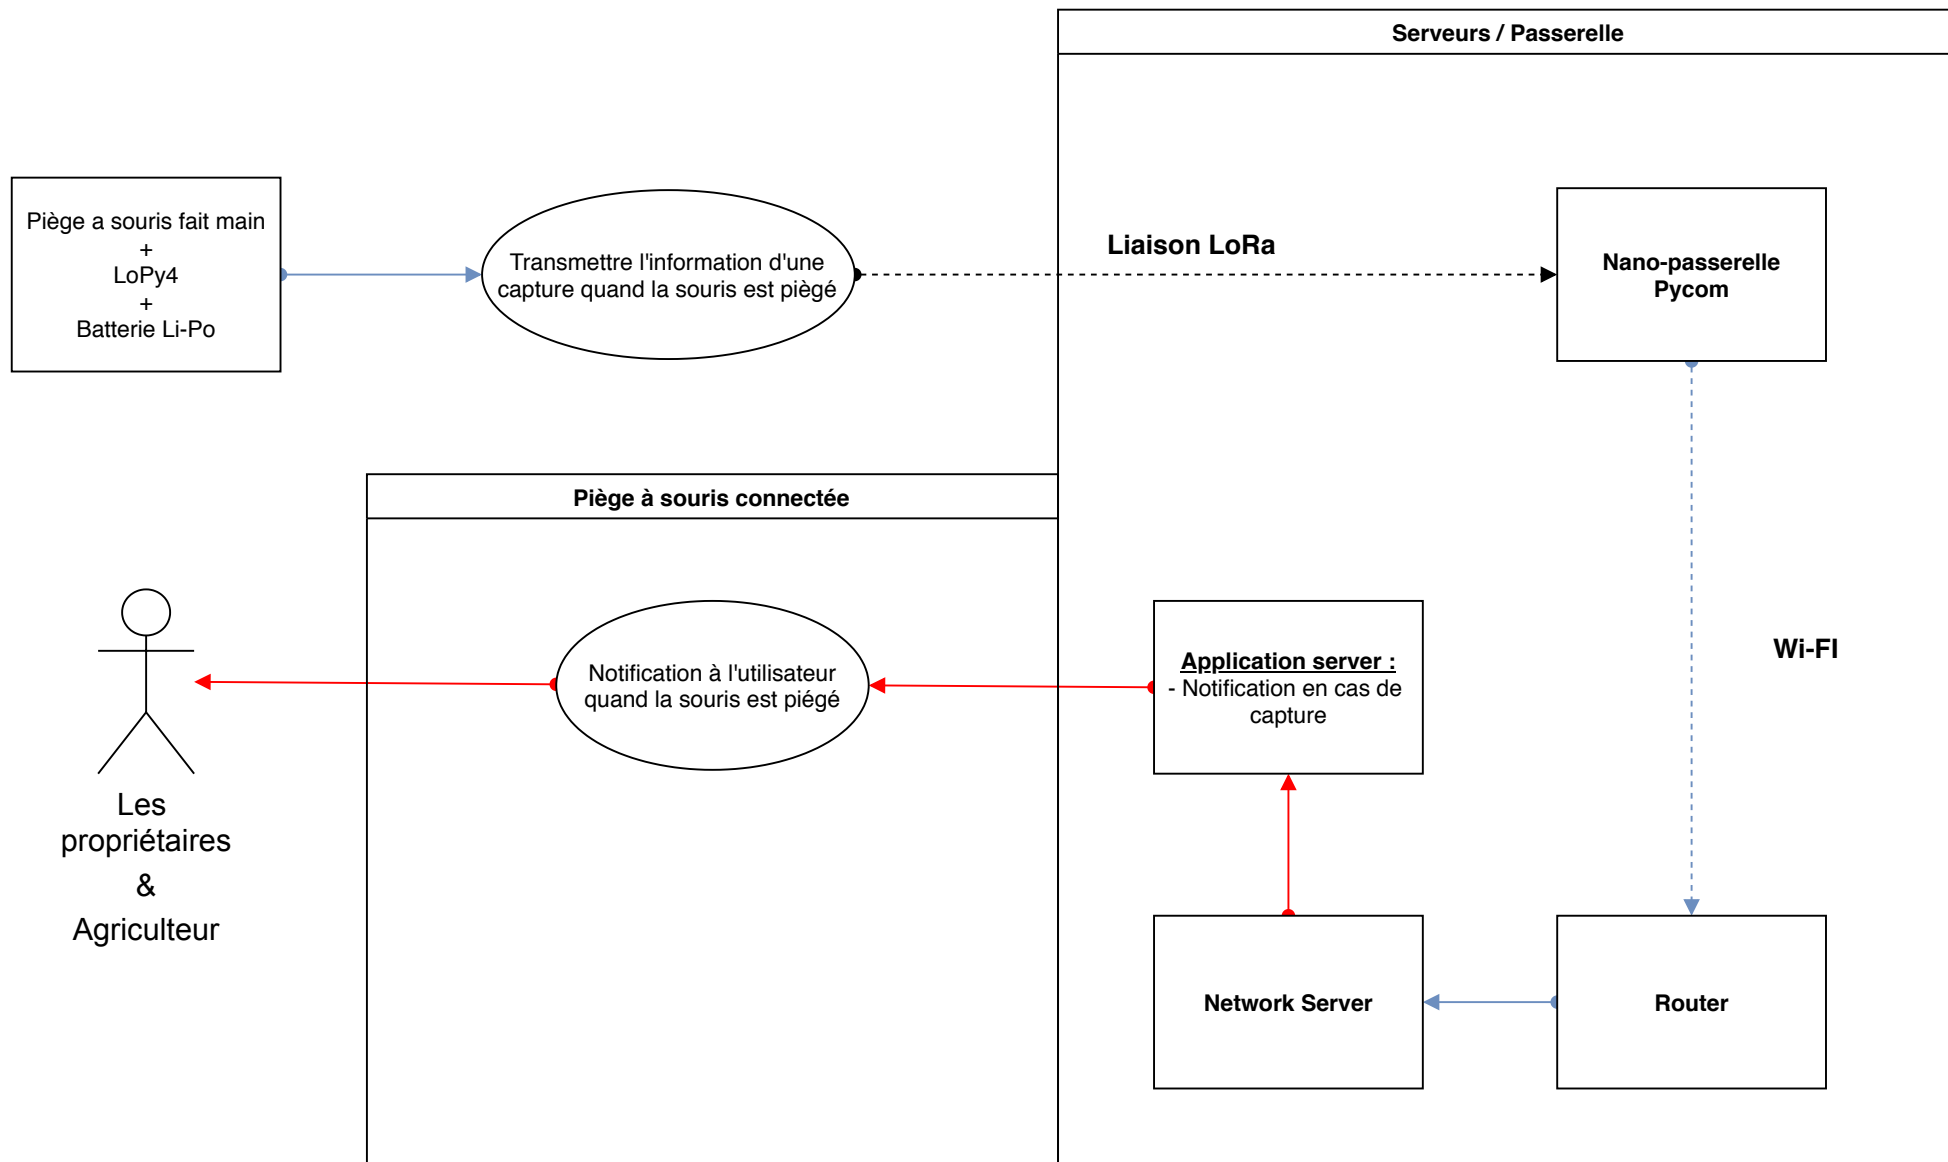 Serveurs / Passerelle
Piège a souris fait main
+
LoPy4
+
Batterie Li-Po
Transmettre l'information d'une
capture quand la souris est piégé
Liaison LoRa
Nano-passerelle
Pycom
Piège à souris connectée
Wi-FI
Les
propriétaires
&
Agriculteur
Notification à l'utilisateur
quand la souris est piégé
Application server :
- Notification en cas de
capture
Network Server
Router